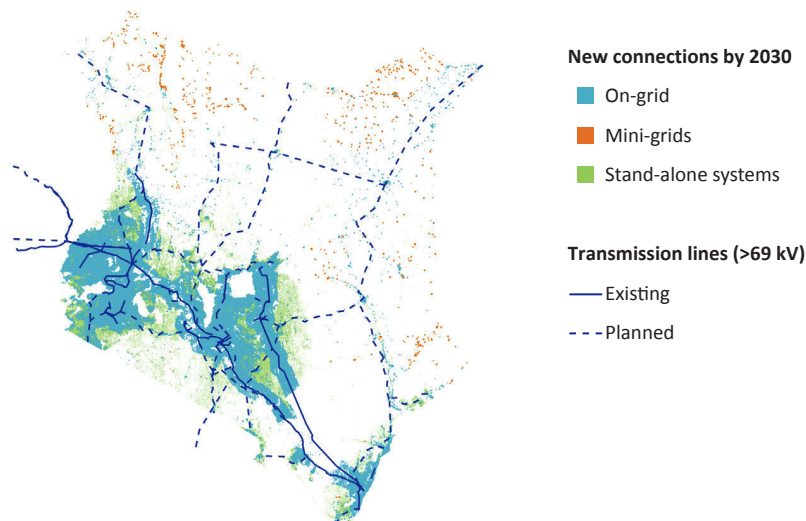 New connections by 2030
On-grid
Mini-grids
Stand-alone systems
Transmission lines (>69 kV)
Existing
Planned